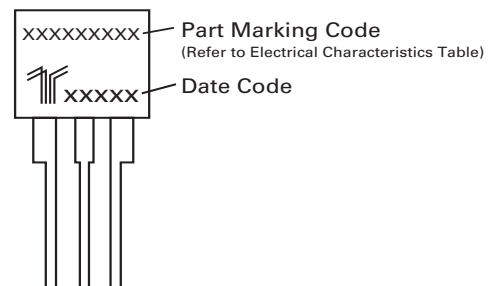 XXXXXXXXX
Part Marking Code
(Refer to Electrical Characteristics Table)
xxxxx
Date Code